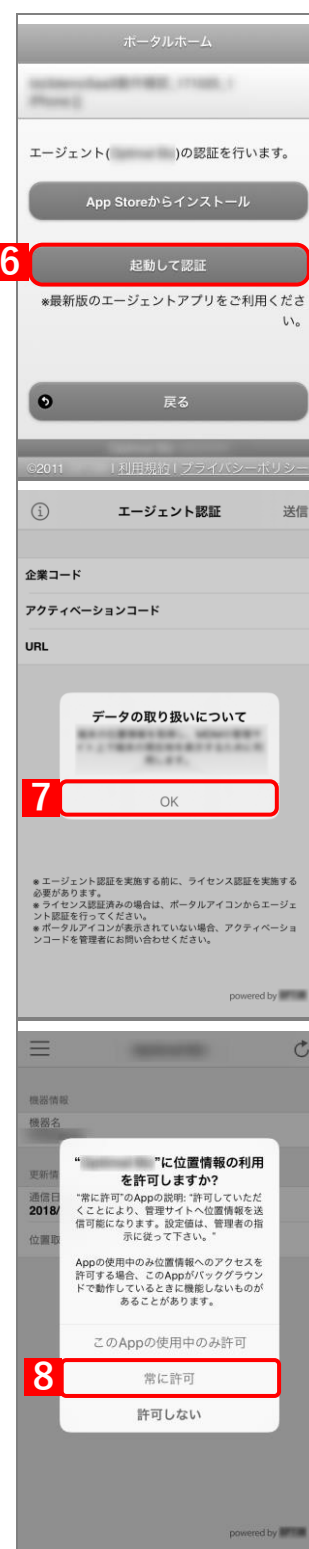 ポータルホーム
エージェント(
)の認証を行います。
App Storeからインストール
6
起動して認証
※最新版のエージェントアプリをご利用くださ
い。
戻る
©2011
| 利用規約 | プライバシーポリシー
エージェント認証
送信
企業コード
アクティベーションコード
URL
データの取り扱いについて
7
OK
※エージェント認証を実施する前に、ライセンス認証を実施する
必要があります。
※ライセンス認証済みの場合は、ポータルアイコンからエージェ
ント認証を行ってください。
※ポータルアイコンが表示されていない場合、アクティベーショ
ンコードを管理者にお問い合わせください。
powered by
機器情報
機器名
更新情
通信日
2018/
位置取
“
”に位置情報の利用
を許可しますか?
“常に許可”のAppの説明: “許可していただ
くことにより、管理サイトへ位置情報を送
信可能になります。設定値は、管理者の指
示に従って下さい。”
Appの使用中のみ位置情報へのアクセスを
許可する場合、このAppがバックグラウン
ドで動作しているときに機能しないものが
あることがあります。
このAppの使用中のみ許可
8
常に許可
許可しない
powered by